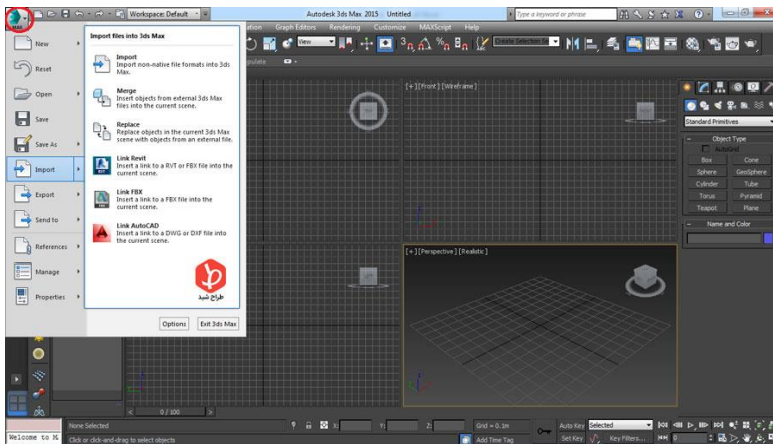 Workspace: Default
Autodesk 3ds Max 2015
Untitled
Type a keyword or phrase
Graph Editors
Rendering
Customize
MAXScript
Help
View
New
Reset
Open
Save
Save As
Import
Export
Send to
References
Manage
Properties
Import files into 3ds Max
Import
Import non-native file formats into 3ds
Max.
Merge
Insert objects from external 3ds Max
files into the current scene.
Replace
Replace objects in the current 3ds Max
scene with objects from an external file.
Link Revit
Insert a link to a RVT or FBX file into the
current scene.
Link FBX
Insert a link to a FBX file into the
current scene.
Link AutoCAD
Insert a link to a DWG or DXF file into
the current scene.
طراح شید
Options
Exit 3ds Max
[+][Front][Wireframe]
[+][Perspective][Realistic]
Standard Primitives
Object Type
AutoGrid
Box
Cone
Sphere
GeoSphere
Cylinder
Tube
Torus
Pyramid
Teapot
Plane
Name and Color
0 / 100
None Selected
X:
Y:
Z:
Grid = 0.1m
Auto Key
Selected
Welcome to M
Click or click-and-drag to select objects
Add Time Tag
Set Key
Key Filters...
0